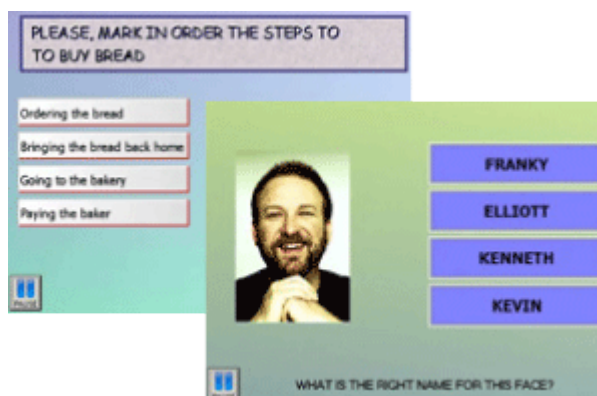 PLEASE, MARK IN ORDER THE STEPS TO
TO BUY BREAD
Ordering the bread
Bringing the bread back home
Going to the bakery
Paying the baker
PAUSE
FRANKY
ELLIOTT
KENNETH
KEVIN
WHAT IS THE RIGHT NAME FOR THIS FACE?